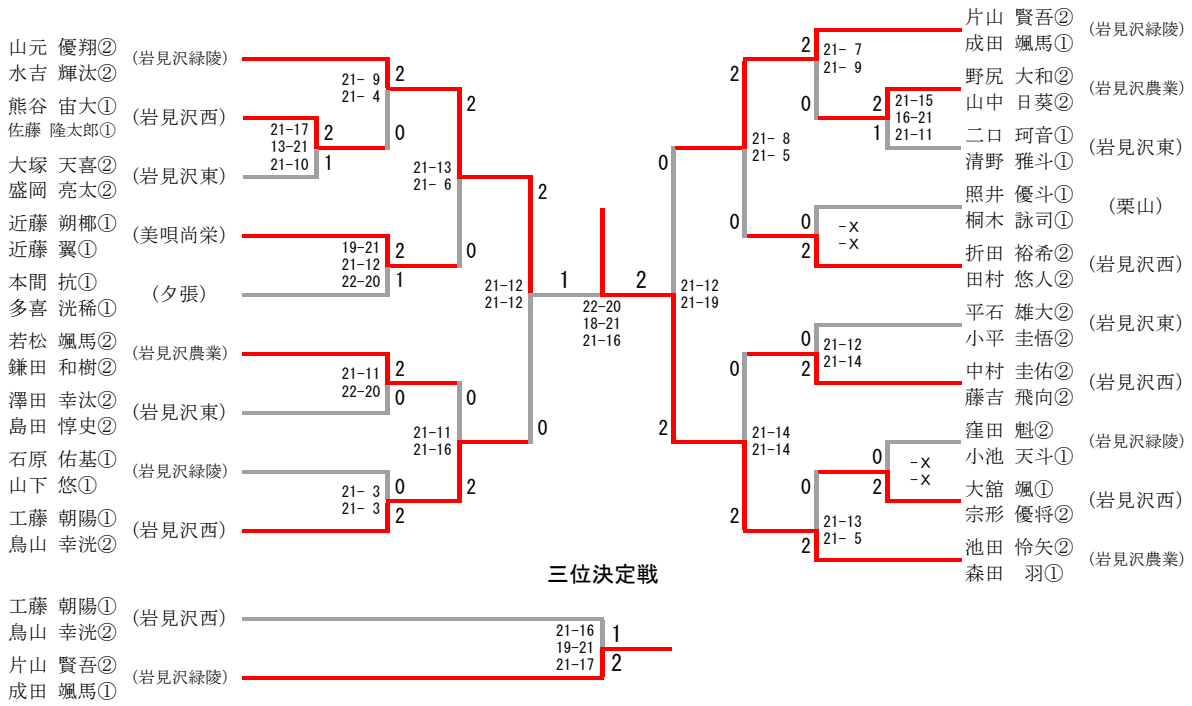 山元 優翔②
水吉 輝汰②
(岩見沢緑陵)
熊谷 宙大①
佐藤 隆太郎①
(岩見沢西)
大塚 天喜②
盛岡 亮太②
(岩見沢東)
近藤 朔椰①
近藤 翼①
(美唄尚栄)
本間 抗①
多喜 洸稀①
(夕張)
若松 颯馬②
鎌田 和樹②
(岩見沢農業)
澤田 幸汰②
島田 惇史②
(岩見沢東)
石原 佑基①
山下 悠①
(岩見沢緑陵)
工藤 朝陽①
鳥山 幸洸②
(岩見沢西)
21-17
13-21
21-10
2
1
21- 9
21- 4
2
0
19-21
21-12
22-20
2
1
21-11
22-20
2
0
21- 3
21- 3
0
2
21-13
21- 6
2
0
21-11
21-16
0
2
21-12
21-12
2
0
1
2
22-20
18-21
21-16
0
2
21-12
21-19
2
0
21- 8
21- 5
0
2
21-14
21-14
2
0
21- 7
21- 9
0
2
-X
-X
0
2
21-12
21-14
0
2
21-13
21- 5
2
1
21-15
16-21
21-11
0
2
-X
-X
片山 賢吾②
成田 颯馬①
(岩見沢緑陵)
野尻 大和②
山中 日葵②
(岩見沢農業)
二口 珂音①
清野 雅斗①
(岩見沢東)
照井 優斗①
桐木 詠司①
(栗山)
折田 裕希②
田村 悠人②
(岩見沢西)
平石 雄大②
小平 圭悟②
(岩見沢東)
中村 圭佑②
藤吉 飛向②
(岩見沢西)
窪田 魁②
小池 天斗①
(岩見沢緑陵)
大舘 颯①
宗形 優将②
(岩見沢西)
池田 怜矢②
森田 羽①
(岩見沢農業)
三位決定戦
工藤 朝陽①
鳥山 幸洸②
(岩見沢西)
片山 賢吾②
成田 颯馬①
(岩見沢緑陵)
21-16
19-21
21-17
1
2